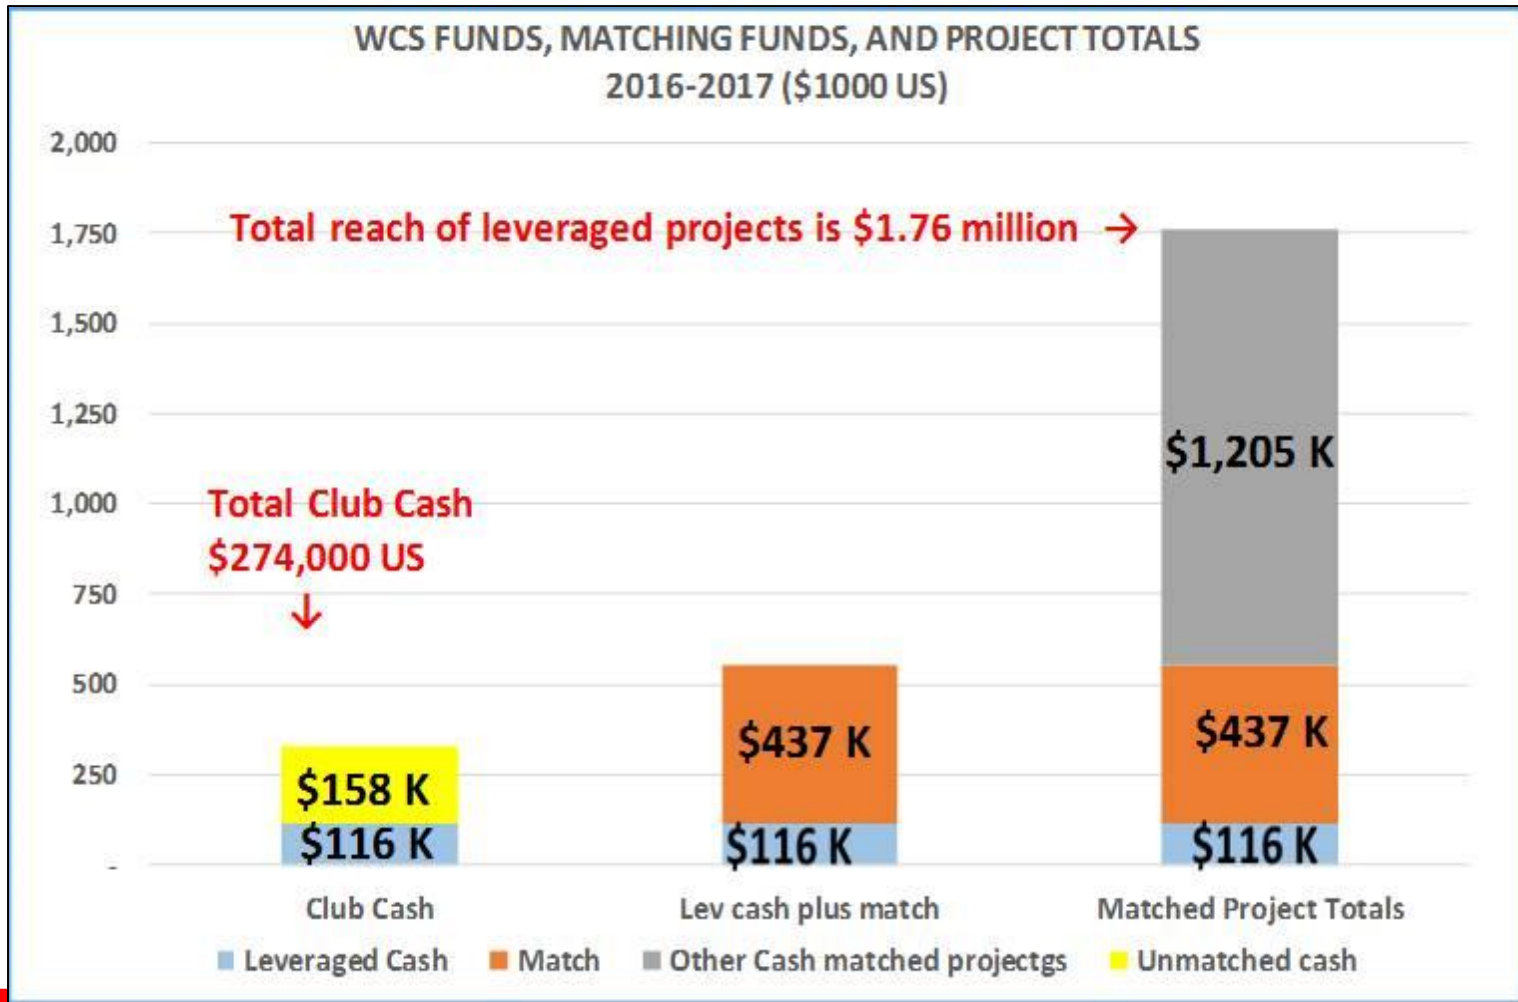 WCS FUNDS, MATCHING FUNDS, AND PROJECT TOTALS
2016-2017 ($1000 US)
2,000
1,750
1,500
1,250
1,000
750
500
250
-
Total reach of leveraged projects is $1.76 million →
Total Club Cash
$274,000 US
↓
$158 K
$116 K
$437 K
$116 K
$1,205 K
$437 K
$116 K
Club Cash
Lev cash plus match
Matched Project Totals
Leveraged Cash
Match
Other Cash matched projectgs
Unmatched cash